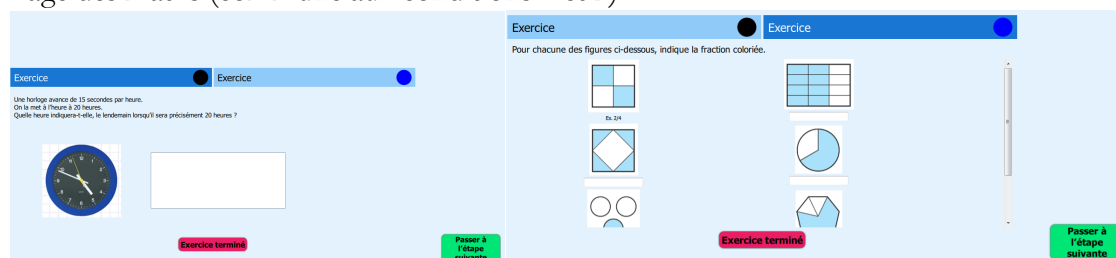 Exercice
Exercice
Une horloge avance de 15 secondes par heure.
On la met à l'heure à 20 heures.
Quelle heure indiquera-t-elle, le lendemain lorsqu'il sera précisément 20 heures ?
Exercice terminé
Passer à
l'étape
suivante
Exercice
Exercice
Pour chacune des figures ci-dessous, indique la fraction coloriée.
Ex. 2/4
Exercice terminé
Passer à
l'étape
suivante